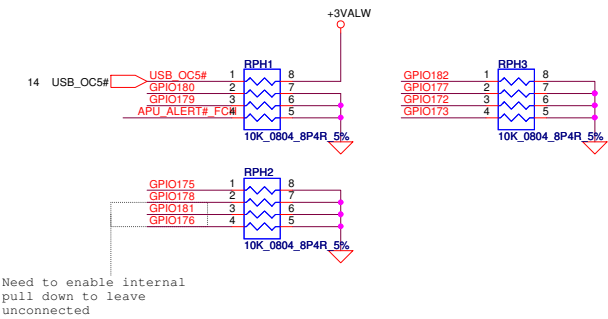 +3VALW
14 USB_OC5#
RPH1
USB_OC5# 1 8
GPIO180 2 7
GPIO179 3 6
APU_ALERT#_FCH 4 5
10K_0804_8P4R_5%
RPH3
GPIO182 1 8
GPIO177 2 7
GPIO172 3 6
GPIO173 4 5
10K_0804_8P4R_5%
RPH2
GPIO175 1 8
GPIO178 2 7
GPIO181 3 6
GPIO176 4 5
10K_0804_8P4R_5%
Need to enable internal
pull down to leave
unconnected